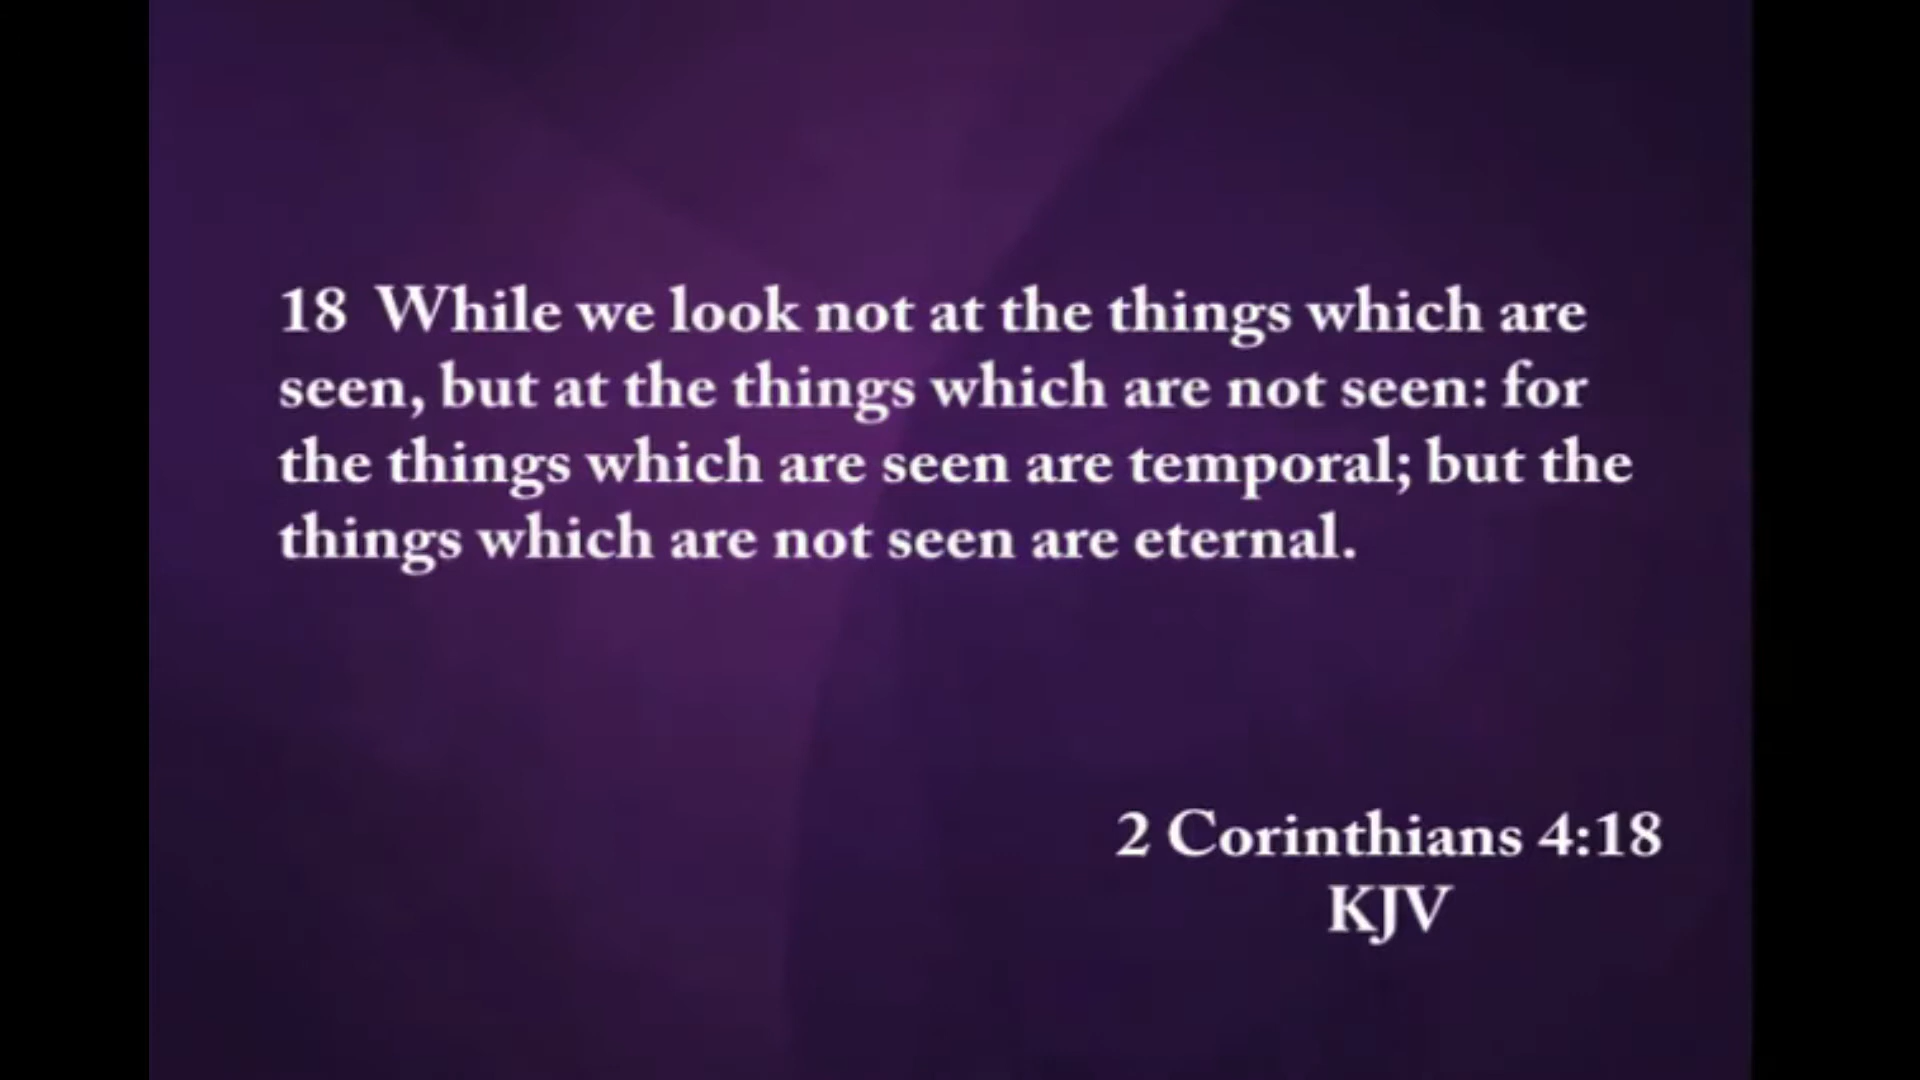 18 While we look not at the things which are
seen, but at the things which are not seen: for
the things which are seen are temporal; but the
things which are not seen are eternal.
2 Corinthians 4:18
KJV